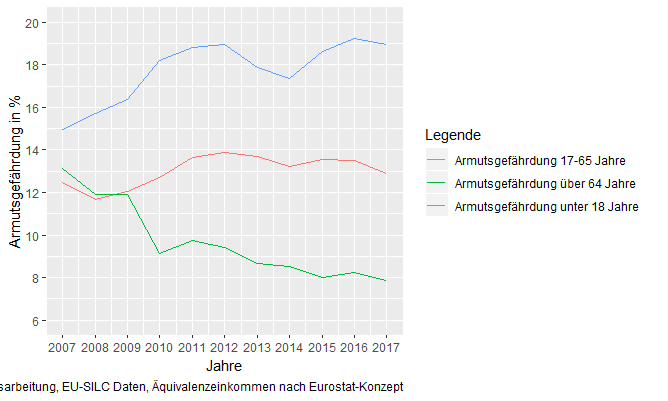 20
18
16
14
12
10
8
6
Armutsgefährdung in %
2007 2008 2009 2010 2011 2012 2013 2014 2015 2016 2017
Jahre
Legende
Armutsgefährdung 17-65 Jahre
Armutsgefährdung über 64 Jahre
Armutsgefährdung unter 18 Jahre
sarbeitung, EU-SILC Daten, Äquivalenzeinkommen nach Eurostat-Konzept